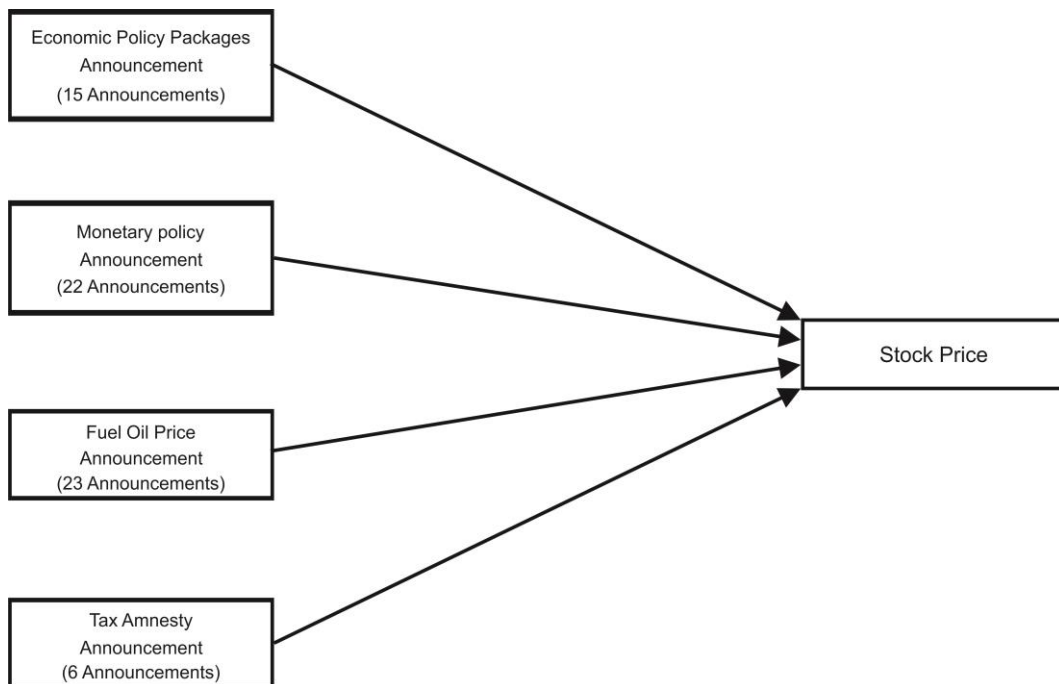 Economic Policy Packages
Announcement
(15 Announcements)
Monetary policy
Announcement
(22 Announcements)
Stock Price
Fuel Oil Price
Announcement
(23 Announcements)
Tax Amnesty
Announcement
(6 Announcements)